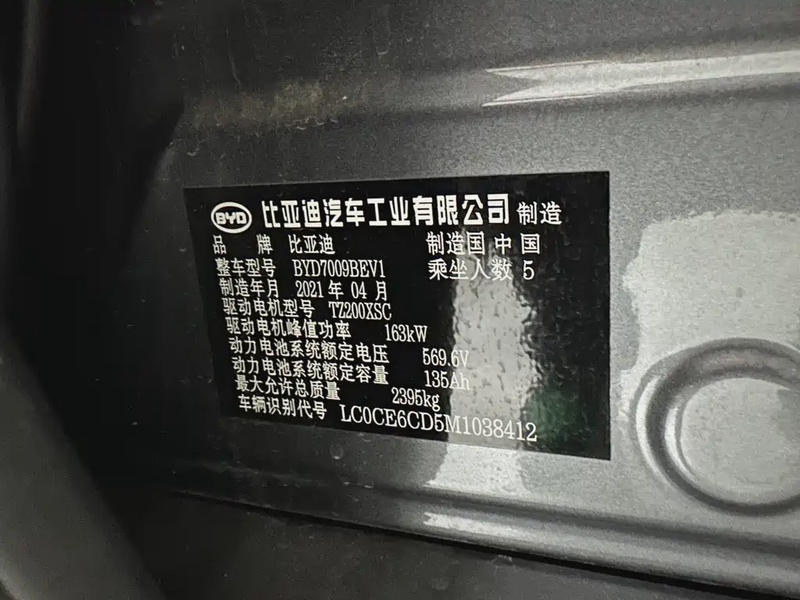 BYD 比亚迪汽车工业有限公司 制造
品 牌 比亚迪 制造国 中国
整车型号 BYD7009BEV1 乘坐人数 5
制造年月 2021 年 04 月
驱动电机型号 TZ200XSC
驱动电机峰值功率 163kW
动力电池系统额定电压 569.6V
动力电池系统额定容量 135Ah
最大允许总质量 2395kg
车辆识别代号 LC0CE6CD5M1038412